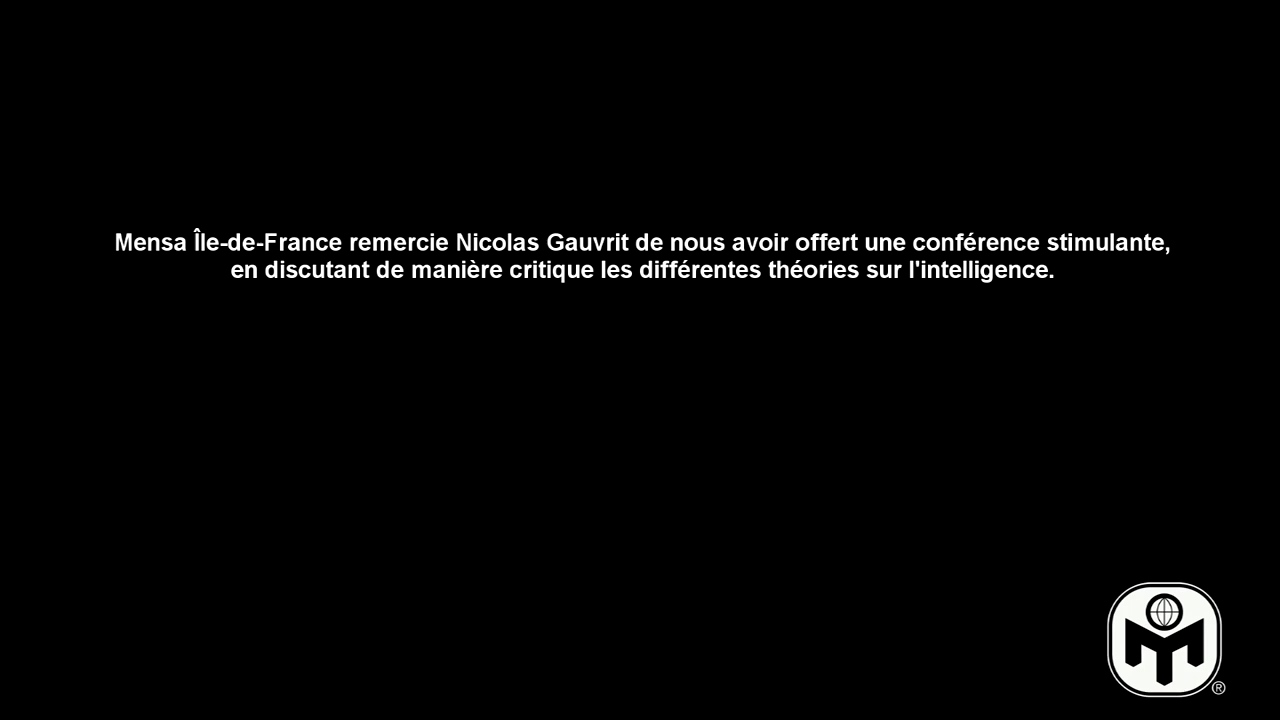 Mensa Île-de-France remercie Nicolas Gauvrit de nous avoir offert une conférence stimulante,
en discutant de manière critique les différentes théories sur l'intelligence.
®